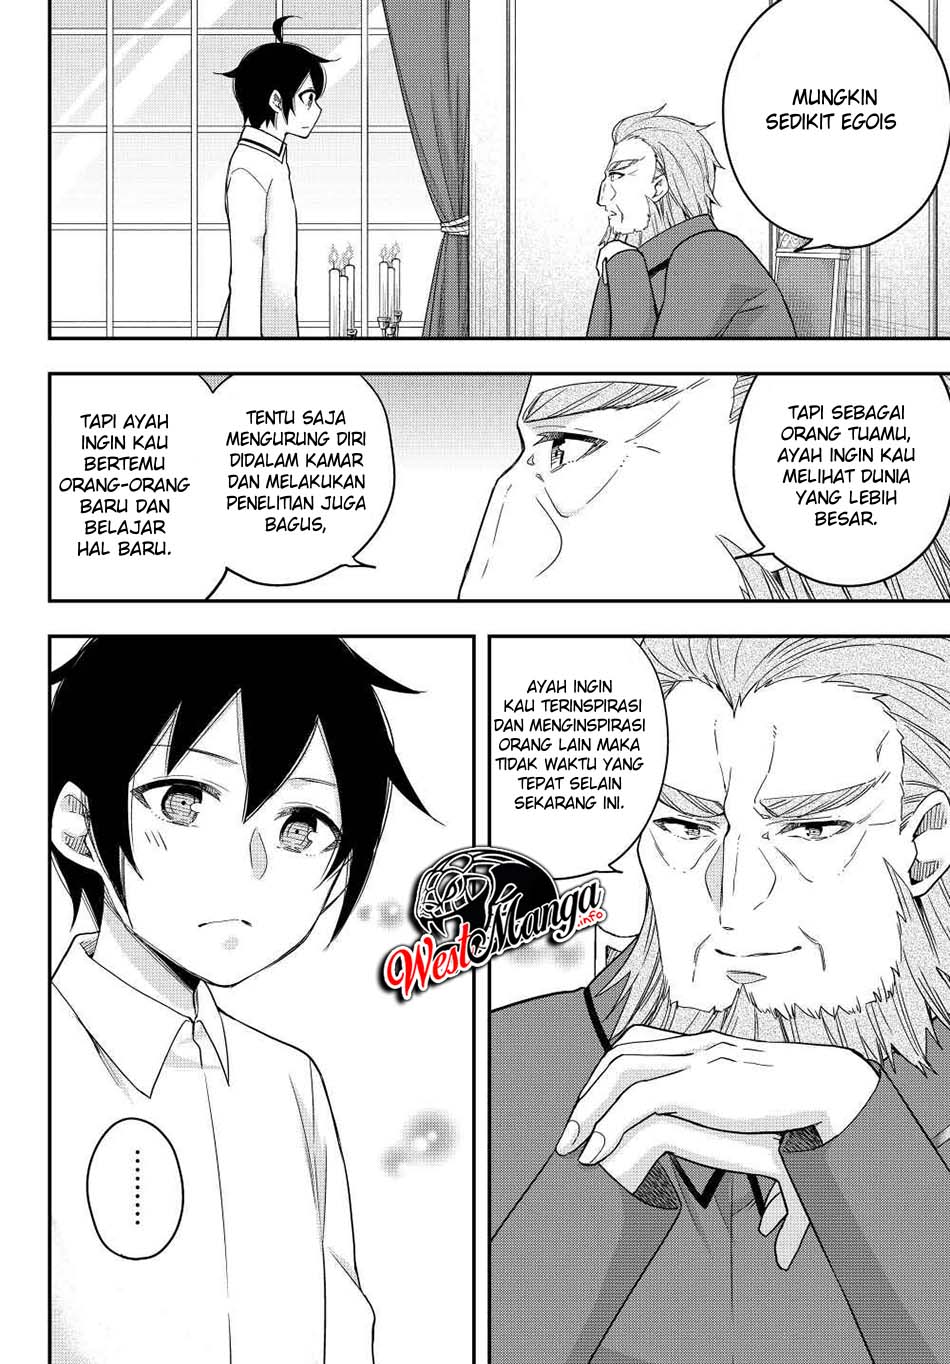 MUNGKIN
SEDIKIT EGOIS
TAPI SEBAGAI
ORANG TUAMU,
AYAH INGIN KAU
MELIHAT DUNIA
YANG LEBIH
BESAR.
TENTU SAJA
MENGURUNG DIRI
DIDALAM KAMAR
DAN MELAKUKAN
PENELITIAN JUGA
BAGUS,
TAPI AYAH
INGIN KAU
BERTEMU
ORANG-ORANG
BARU DAN
BELAJAR
HAL BARU.
AYAH INGIN
KAU TERINSPIRASI
DAN MENGINSPIRASI
ORANG LAIN MAKA
TIDAK WAKTU YANG
TEPAT SELAIN
SEKARANG INI.
WestManga
.info
.........